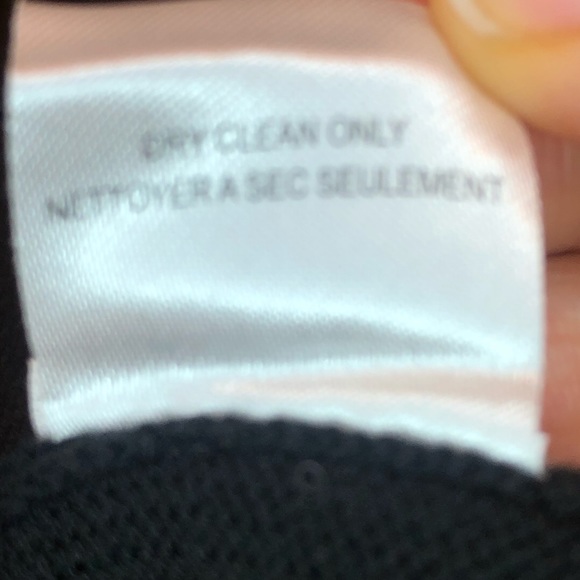 DRY CLEAN ONLY
NETTOYER A SEC SEULEMENT